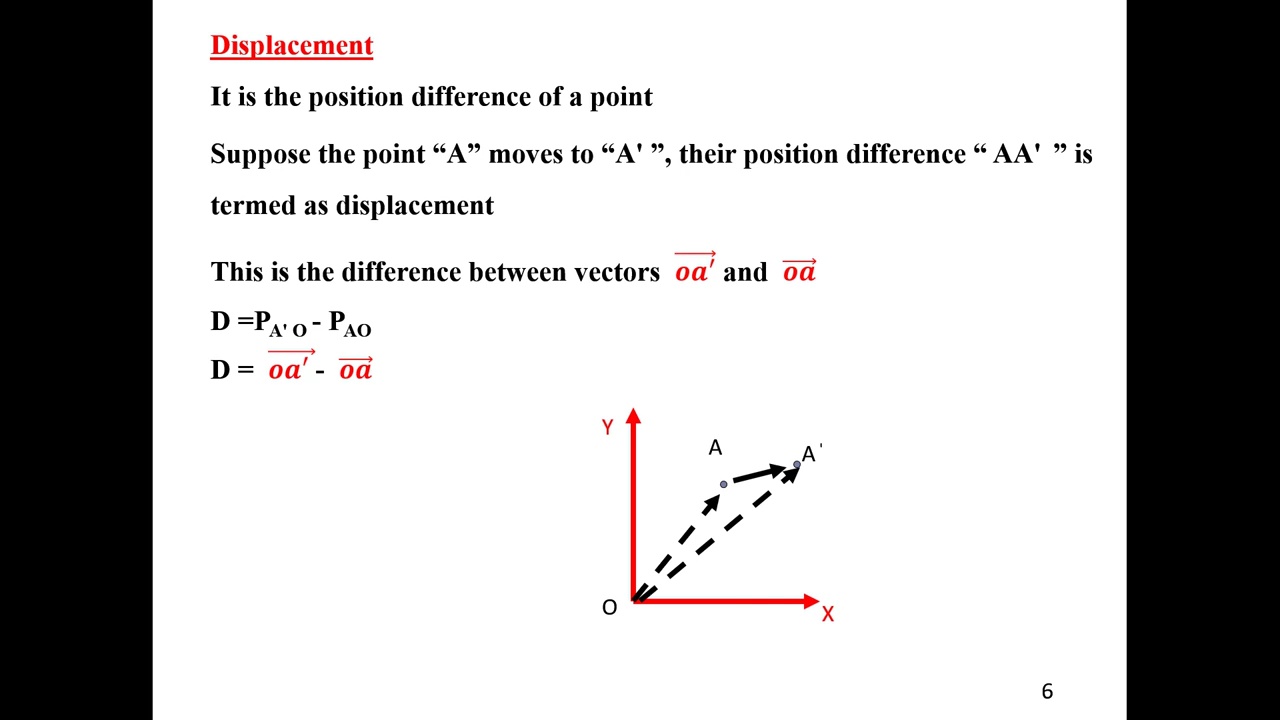 Displacement
It is the position difference of a point
Suppose the point “A” moves to “A' ”, their position difference “ AA' ” is
termed as displacement
This is the difference between vectors oa′ and oa
D =PA' O - PAO
D = oa′ - oa
Y
A
A'
O
X
6